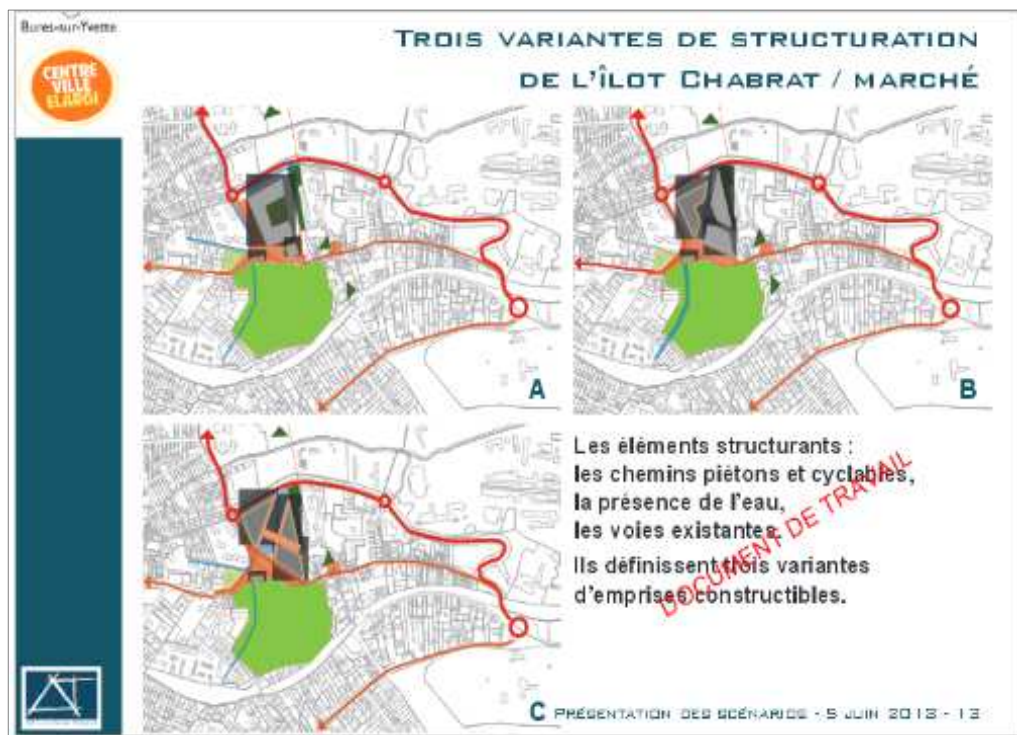 Bures-sur-Yvette
CENTRE
VILLE
ELARGI
TROIS VARIANTES DE STRUCTURATION
DE L'ÎLOT CHABRAT / MARCHÉ
A
B
Les éléments structurants :
les chemins piétons et cyclables,
la présence de l'eau,
les voies existantes.
Ils définissent trois variantes
d'emprises constructibles.
DOCUMENT DE TRAVAIL
C PRÉSENTATION DES SCÉNARIOS - 5 JUIN 2013 - 13